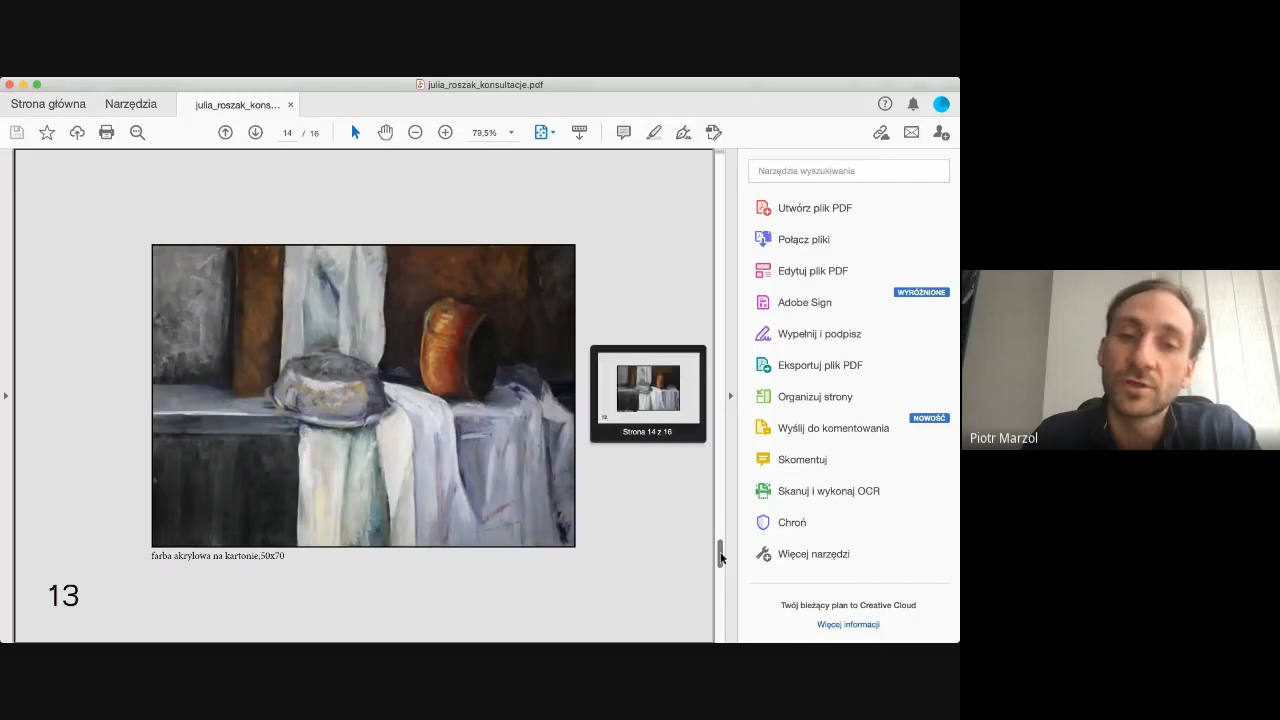 julia_roszak_konsultacje.pdf
Strona główna
Narzędzia
julia_roszak_kons...
14 / 16
79,5%
Narzędzia wyszukiwania
Utwórz plik PDF
Połącz pliki
Edytuj plik PDF
WYRÓŻNIONE
Adobe Sign
Wypełnij i podpisz
Eksportuj plik PDF
Organizuj strony
NOWOŚĆ
Wyślij do komentowania
Skomentuj
Skanuj i wykonaj OCR
Chroń
Więcej narzędzi
Twój bieżący plan to Creative Cloud
Więcej informacji
13
Strona 14 z 16
farba akrylowa na kartonie,50x70
13
Piotr Marzol